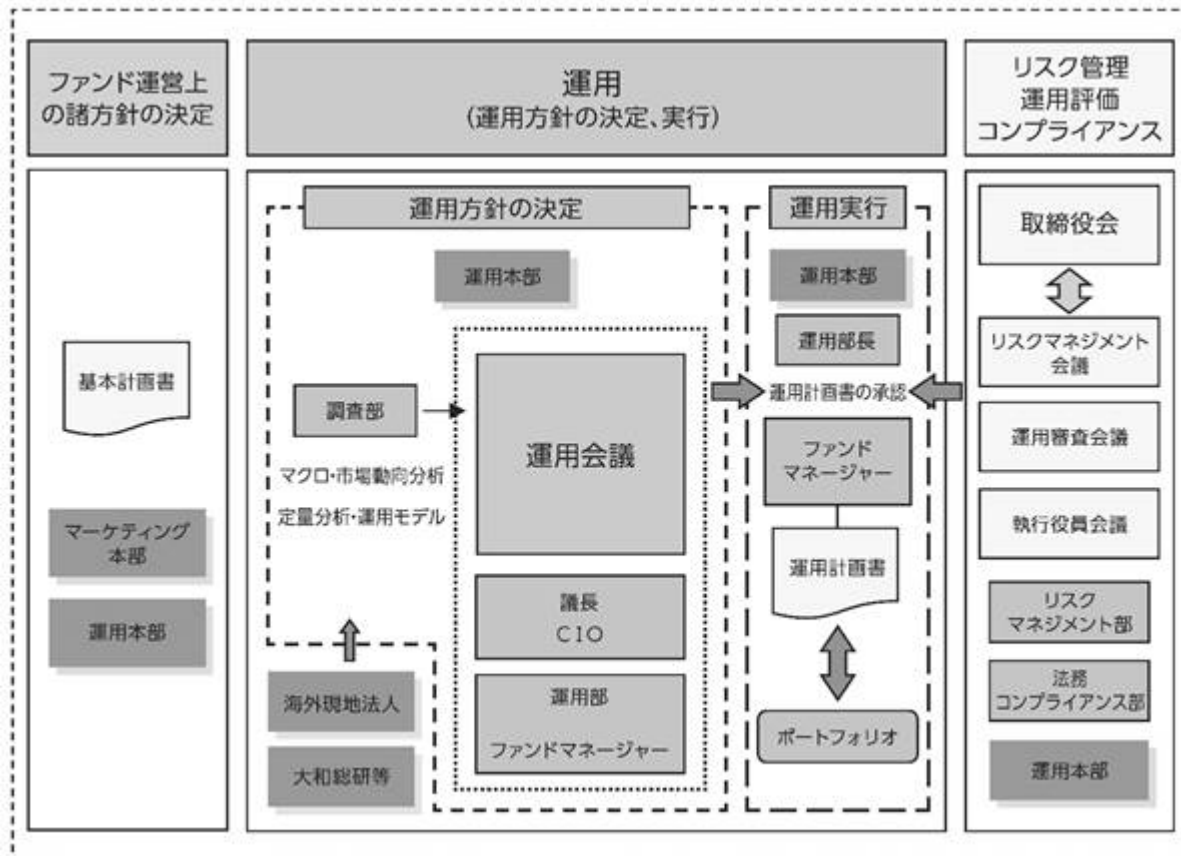 ファンド運営上
の諸方針の決定
運用
(運用方針の決定、実行)
リスク管理
運用評価
コンプライアンス
基本計画書
マーケティング
本部
運用本部
運用方針の決定
運用本部
調査部
マクロ・市場動向分析
定量分析・運用モデル
海外現地法人
大和総研等
運用会議
議長
CIO
運用部
ファンドマネージャー
運用実行
運用本部
運用部長
運用計画書の承認
ファンド
マネージャー
運用計画書
ポートフォリオ
取締役会
リスクマネジメント
会議
運用審査会議
執行役員会議
リスク
マネジメント部
法務
コンプライアンス部
運用本部